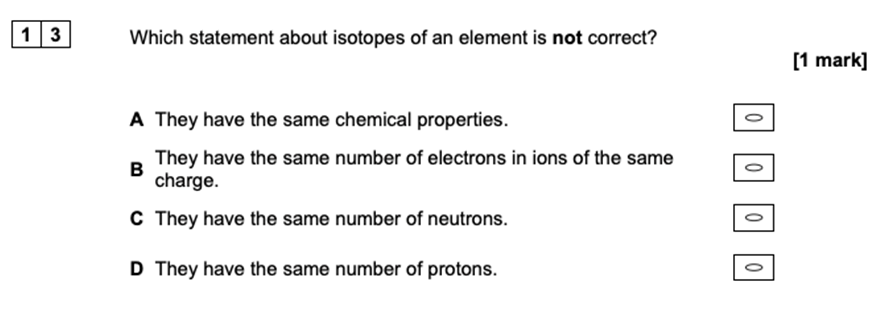 1 3 Which statement about isotopes of an element is not correct?
[1 mark]
A They have the same chemical properties.
B They have the same number of electrons in ions of the same
charge.
C They have the same number of neutrons.
D They have the same number of protons.